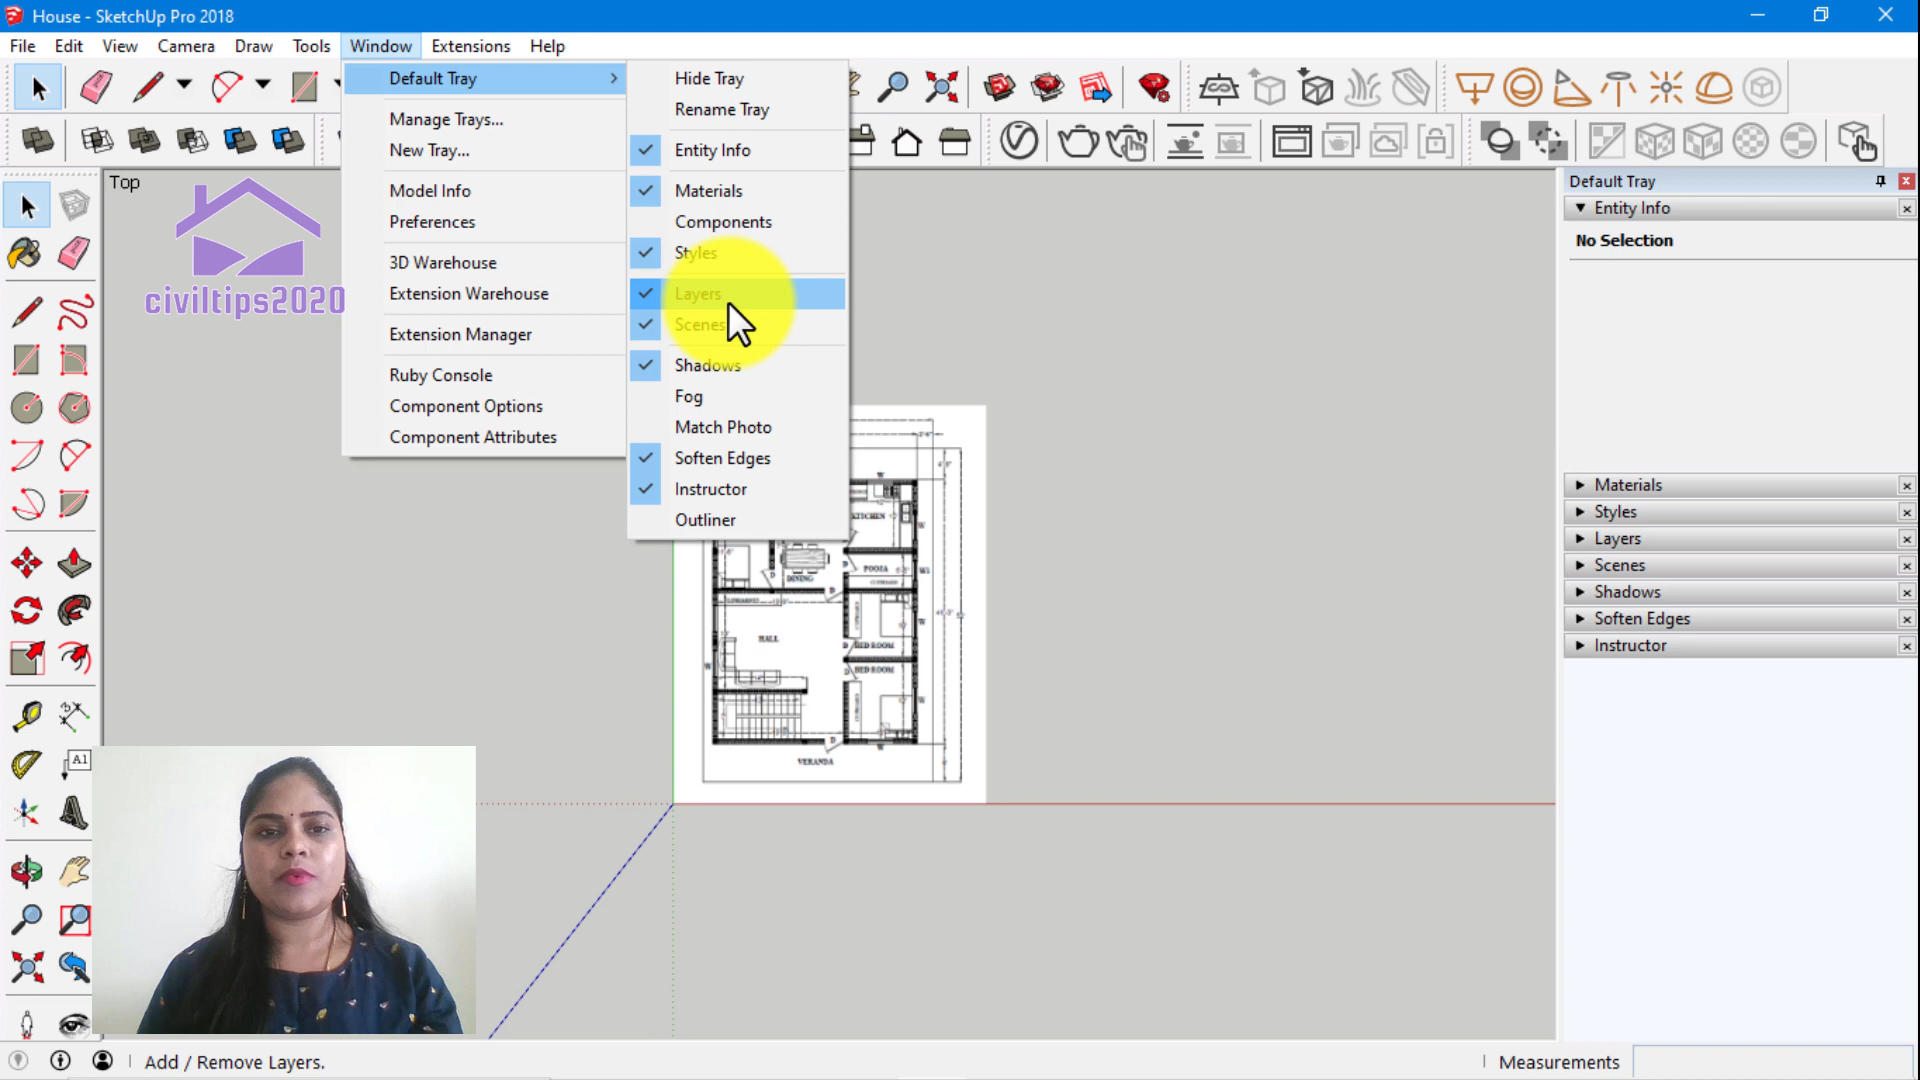 House - SketchUp Pro 2018
File Edit View Camera Draw Tools Window Extensions Help
Default Tray
Manage Trays...
New Tray...
Model Info
Preferences
3D Warehouse
Extension Warehouse
Extension Manager
Ruby Console
Component Options
Component Attributes
Hide Tray
Rename Tray
Entity Info
Materials
Components
Styles
Layers
Scenes
Shadows
Fog
Match Photo
Soften Edges
Instructor
Outliner
Top
civiltips2020
A1
KITCHEN
DINING
POOJA
HALL
BED ROOM
BED ROOM
VERANDA
Default Tray
Entity Info
No Selection
Materials
Styles
Layers
Scenes
Shadows
Soften Edges
Instructor
Add / Remove Layers.
Measurements